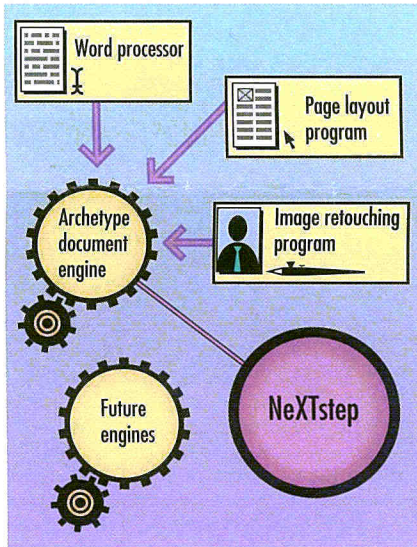 Word processor
Page layout
program
Archetype
document
engine
Image retouching
program
Future
engines
NeXTstep